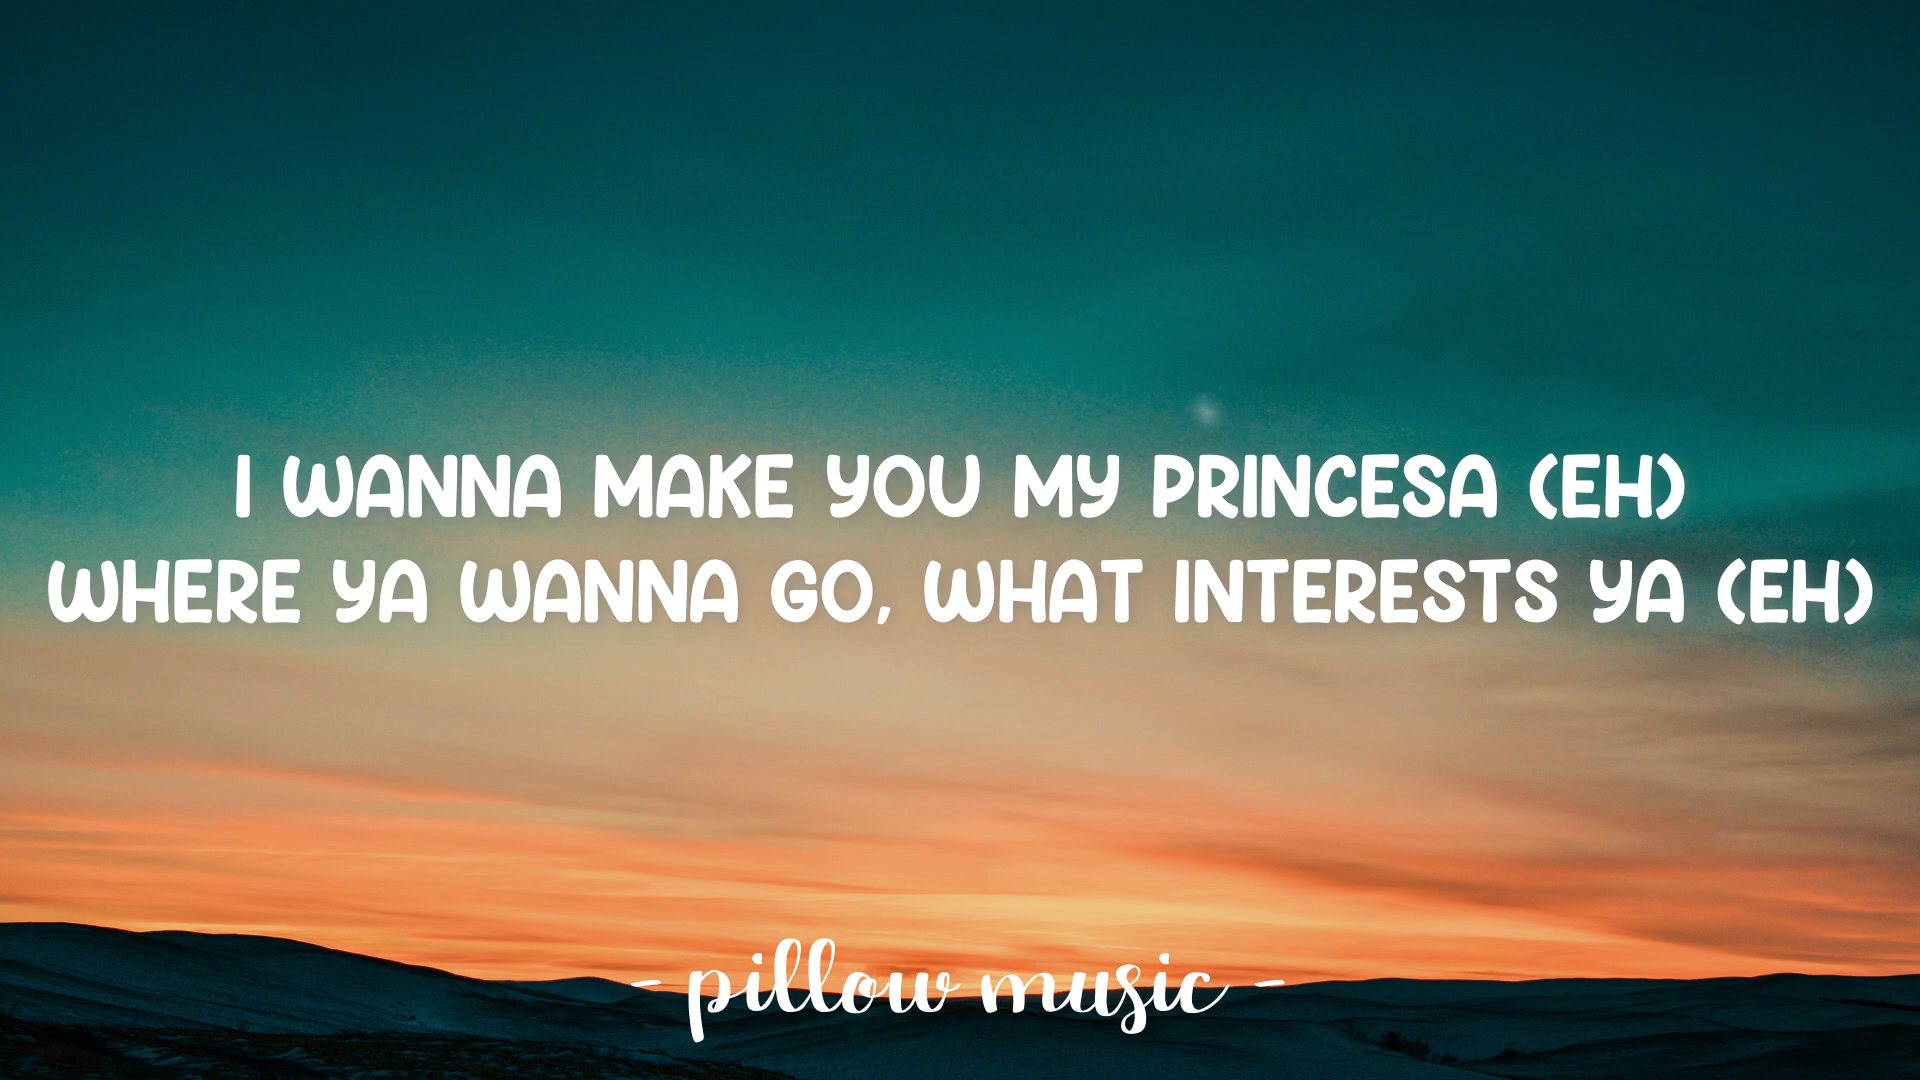 I WANNA MAKE YOU MY PRINCESA (EH)
WHERE YA WANNA GO, WHAT INTERESTS YA (EH)
- pillow music -